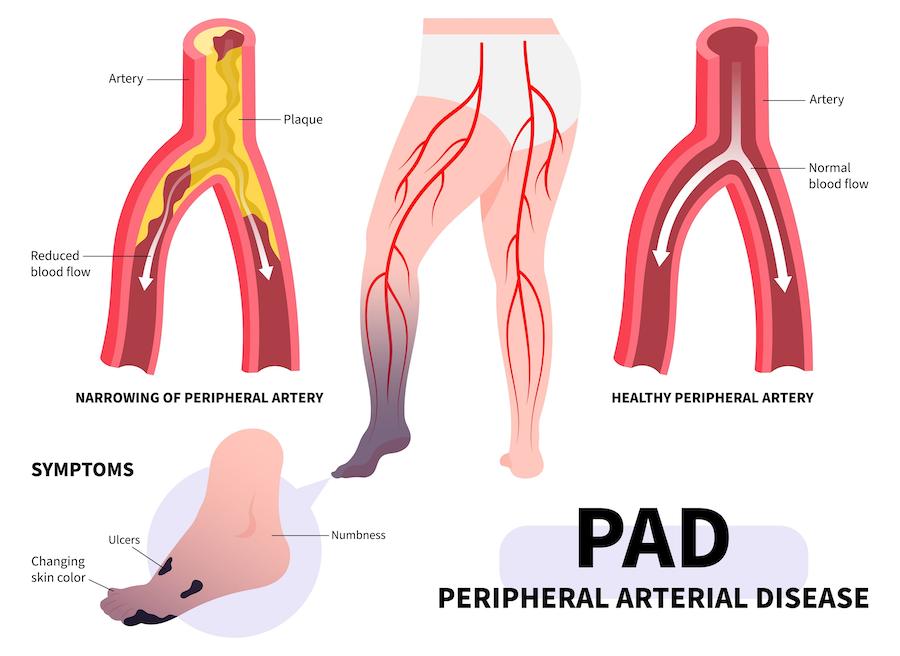 Artery
Plaque
Reduced
blood flow
NARROWING OF PERIPHERAL ARTERY
Artery
Normal
blood flow
HEALTHY PERIPHERAL ARTERY
SYMPTOMS
Ulcers
Numbness
Changing
skin color
PAD
PERIPHERAL ARTERIAL DISEASE